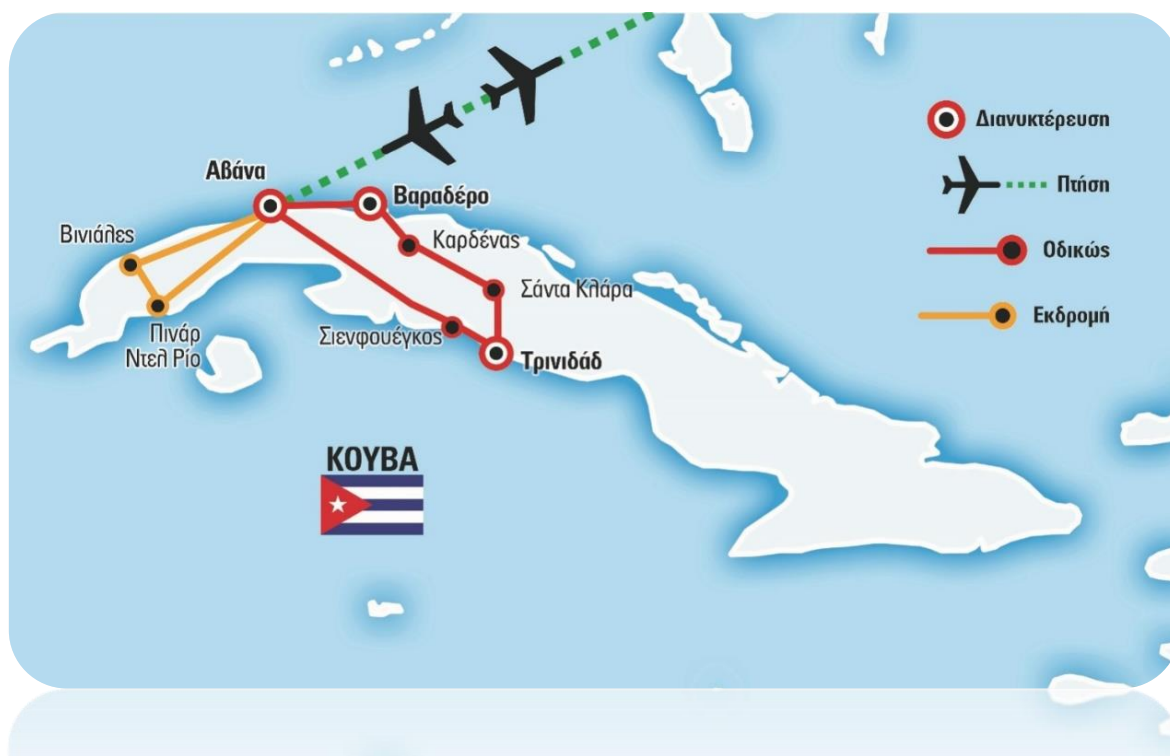 Αβάνα
Βαραδέρο
Καρδένας
Βινιάλες
Σάντα Κλάρα
Πινάρ
Ντελ Ρίο
Σιενφουέγκος
Τρινιδάδ
ΚΟΥΒΑ
Διανυκτέρευση
Πτήση
Οδικώς
Εκδρομή